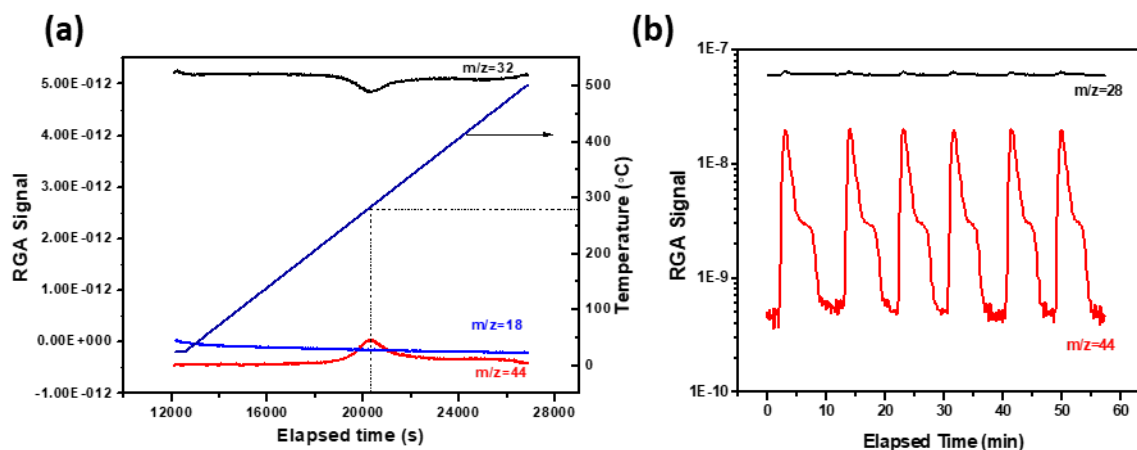 (a)
5.00E-012
4.00E-012
3.00E-012
2.00E-012
1.00E-012
0.00E+000
-1.00E-012
RGA Signal
m/z=32
m/z=18
m/z=44
500
400
300
200
100
0
Temperature (°C)
12000 16000 20000 24000 28000
Elapsed time (s)
(b)
1E-7
1E-8
1E-9
1E-10
RGA Signal
m/z=28
m/z=44
0 10 20 30 40 50 60
Elapsed Time (min)